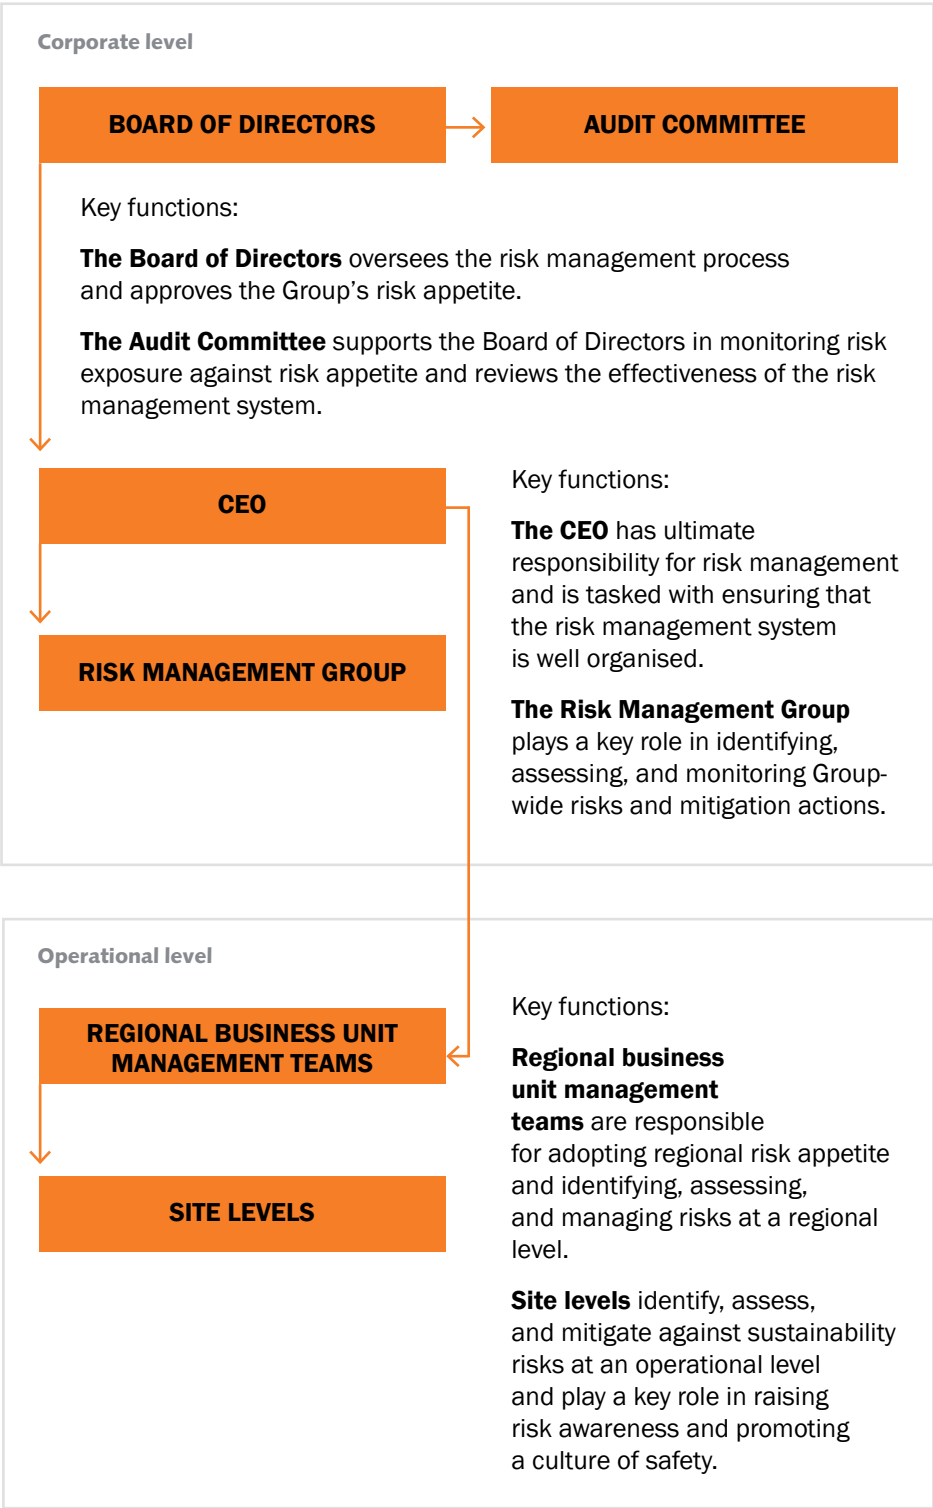 Corporate level
BOARD OF DIRECTORS
AUDIT COMMITTEE
Key functions:
The Board of Directors oversees the risk management process
and approves the Group’s risk appetite.
The Audit Committee supports the Board of Directors in monitoring risk
exposure against risk appetite and reviews the effectiveness of the risk
management system.
CEO
RISK MANAGEMENT GROUP
Key functions:
The CEO has ultimate
responsibility for risk management
and is tasked with ensuring that
the risk management system
is well organised.
The Risk Management Group
plays a key role in identifying,
assessing, and monitoring Group-
wide risks and mitigation actions.
Operational level
REGIONAL BUSINESS UNIT
MANAGEMENT TEAMS
SITE LEVELS
Key functions:
Regional business
unit management
teams are responsible
for adopting regional risk appetite
and identifying, assessing,
and managing risks at a regional
level.
Site levels identify, assess,
and mitigate against sustainability
risks at an operational level
and play a key role in raising
risk awareness and promoting
a culture of safety.